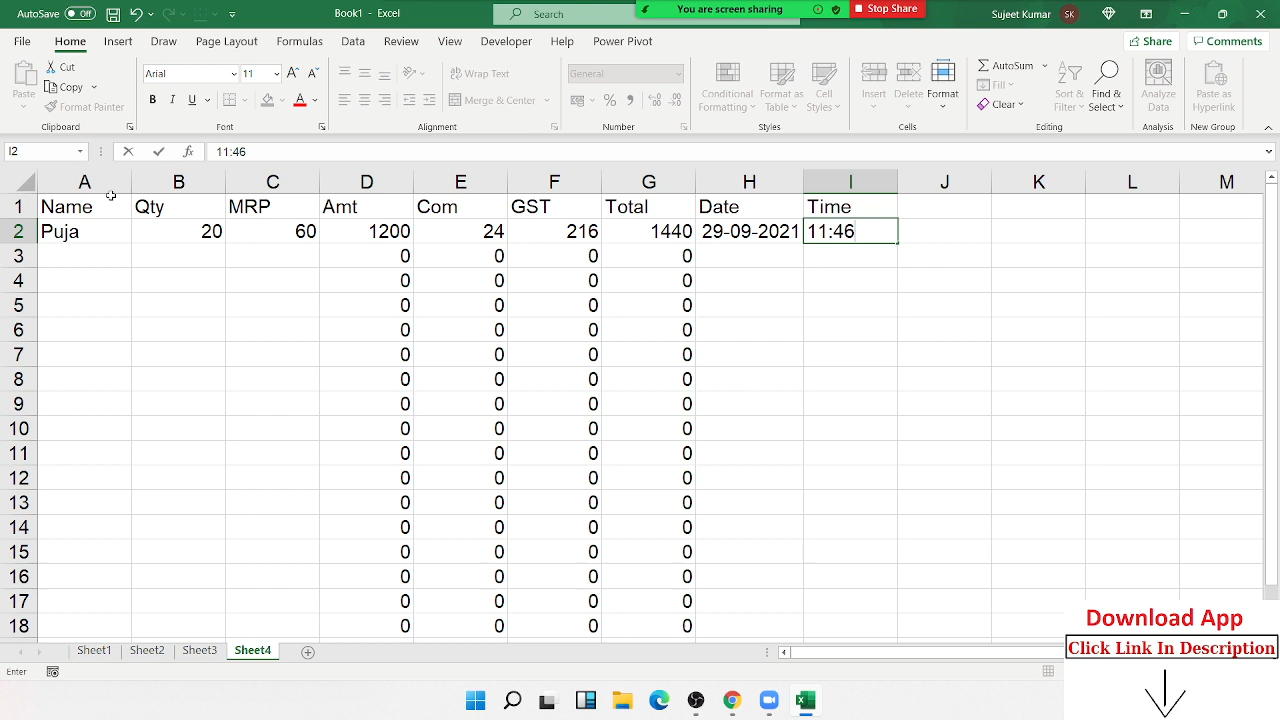 AutoSave Off Book1 - Excel Search You are screen sharing Stop Share Sujeet Kumar SK
File Home Insert Draw Page Layout Formulas Data Review View Developer Help Power Pivot Share Comments
Paste Cut Copy Format Painter
Arial 11 B I U A
Wrap Text Merge & Center
General %
Conditional Formatting Format as Table Cell Styles
Insert Delete Format
AutoSum Fill Clear Sort & Filter Find & Select
Analyze Data Paste as Hyperlink
Clipboard Font Alignment Number Styles Cells Editing Analysis New Group
I2 fx 11:46
A B C D E F G H I J K L M
1 Name Qty MRP Amt Com GST Total Date Time
2 Puja 20 60 1200 24 216 1440 29-09-2021 11:46
3 0 0 0 0
4 0 0 0 0
5 0 0 0 0
6 0 0 0 0
7 0 0 0 0
8 0 0 0 0
9 0 0 0 0
10 0 0 0 0
11 0 0 0 0
12 0 0 0 0
13 0 0 0 0
14 0 0 0 0
15 0 0 0 0
16 0 0 0 0
17 0 0 0 0
18 0 0 0 0
Download App
Click Link In Description
Sheet1 Sheet2 Sheet3 Sheet4
Enter